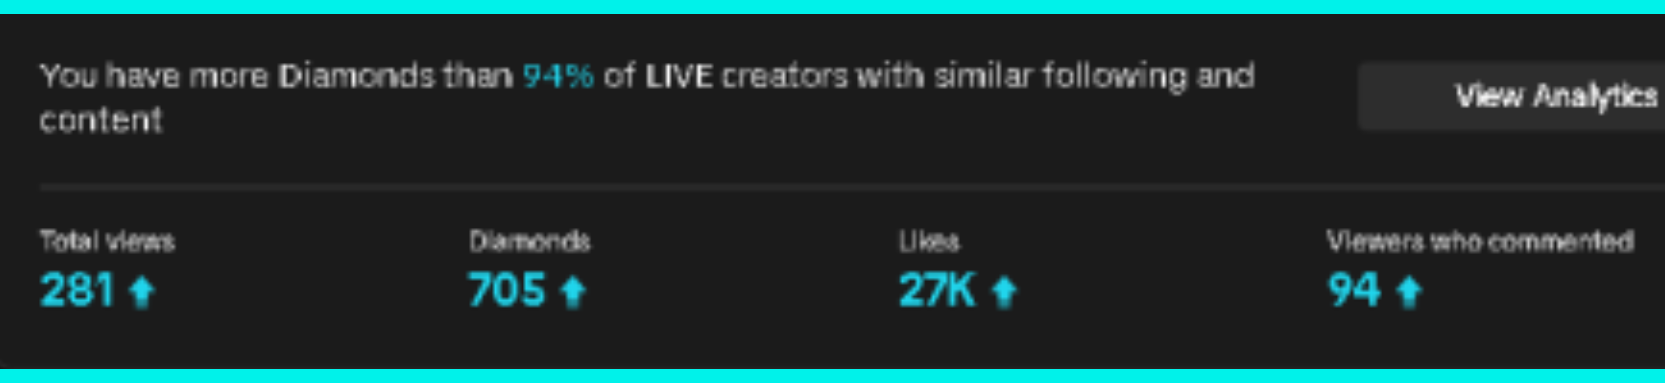 You have more Diamonds than 94% of LIVE creators with similar following and
content
View Analytics
Total views
Diamonds
Likes
Viewers who commented
281
705
27K
94